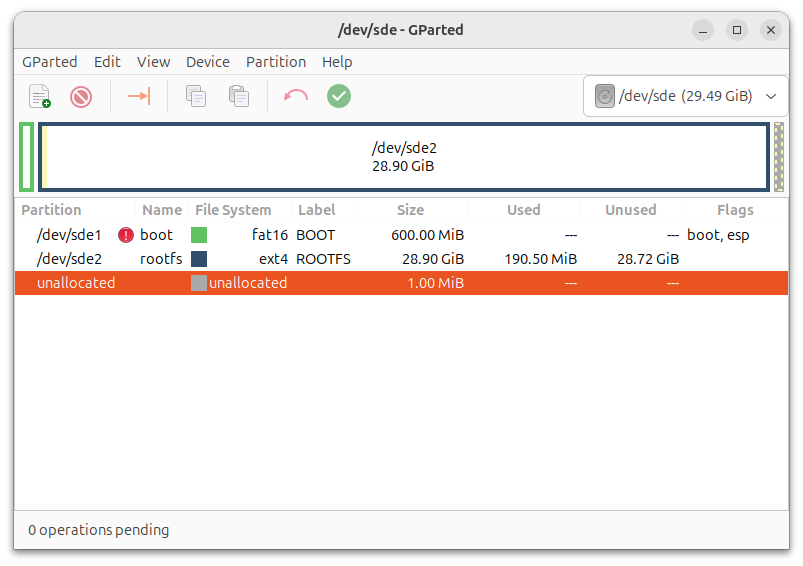 /dev/sde - GParted
GParted Edit View Device Partition Help
/dev/sde (29.49 GiB)
/dev/sde2
28.90 GiB
Partition Name File System Label Size Used Unused Flags
/dev/sde1 boot fat16 BOOT 600.00 MiB --- --- boot, esp
/dev/sde2 rootfs ext4 ROOTFS 28.90 GiB 190.50 MiB 28.72 GiB
unallocated unallocated 1.00 MiB --- ---
0 operations pending